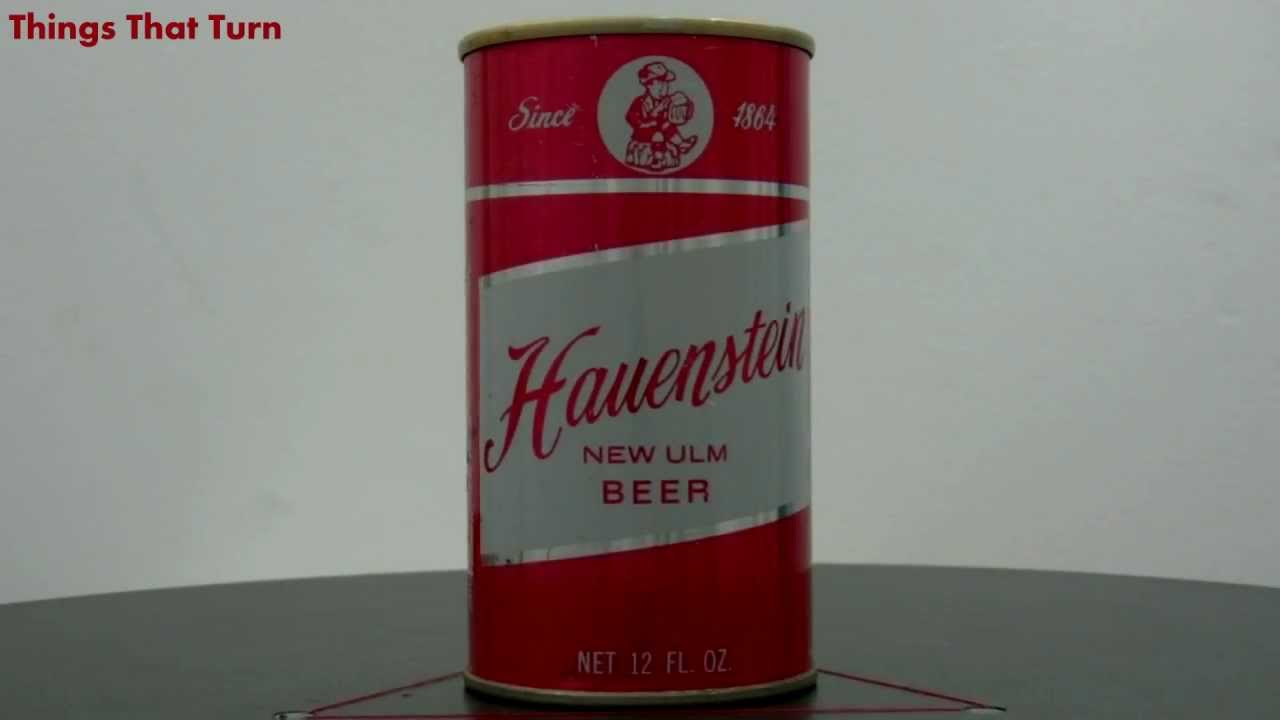 Things That Turn
Since 1864
Hauenstein
NEW ULM
BEER
NET 12 FL. OZ.